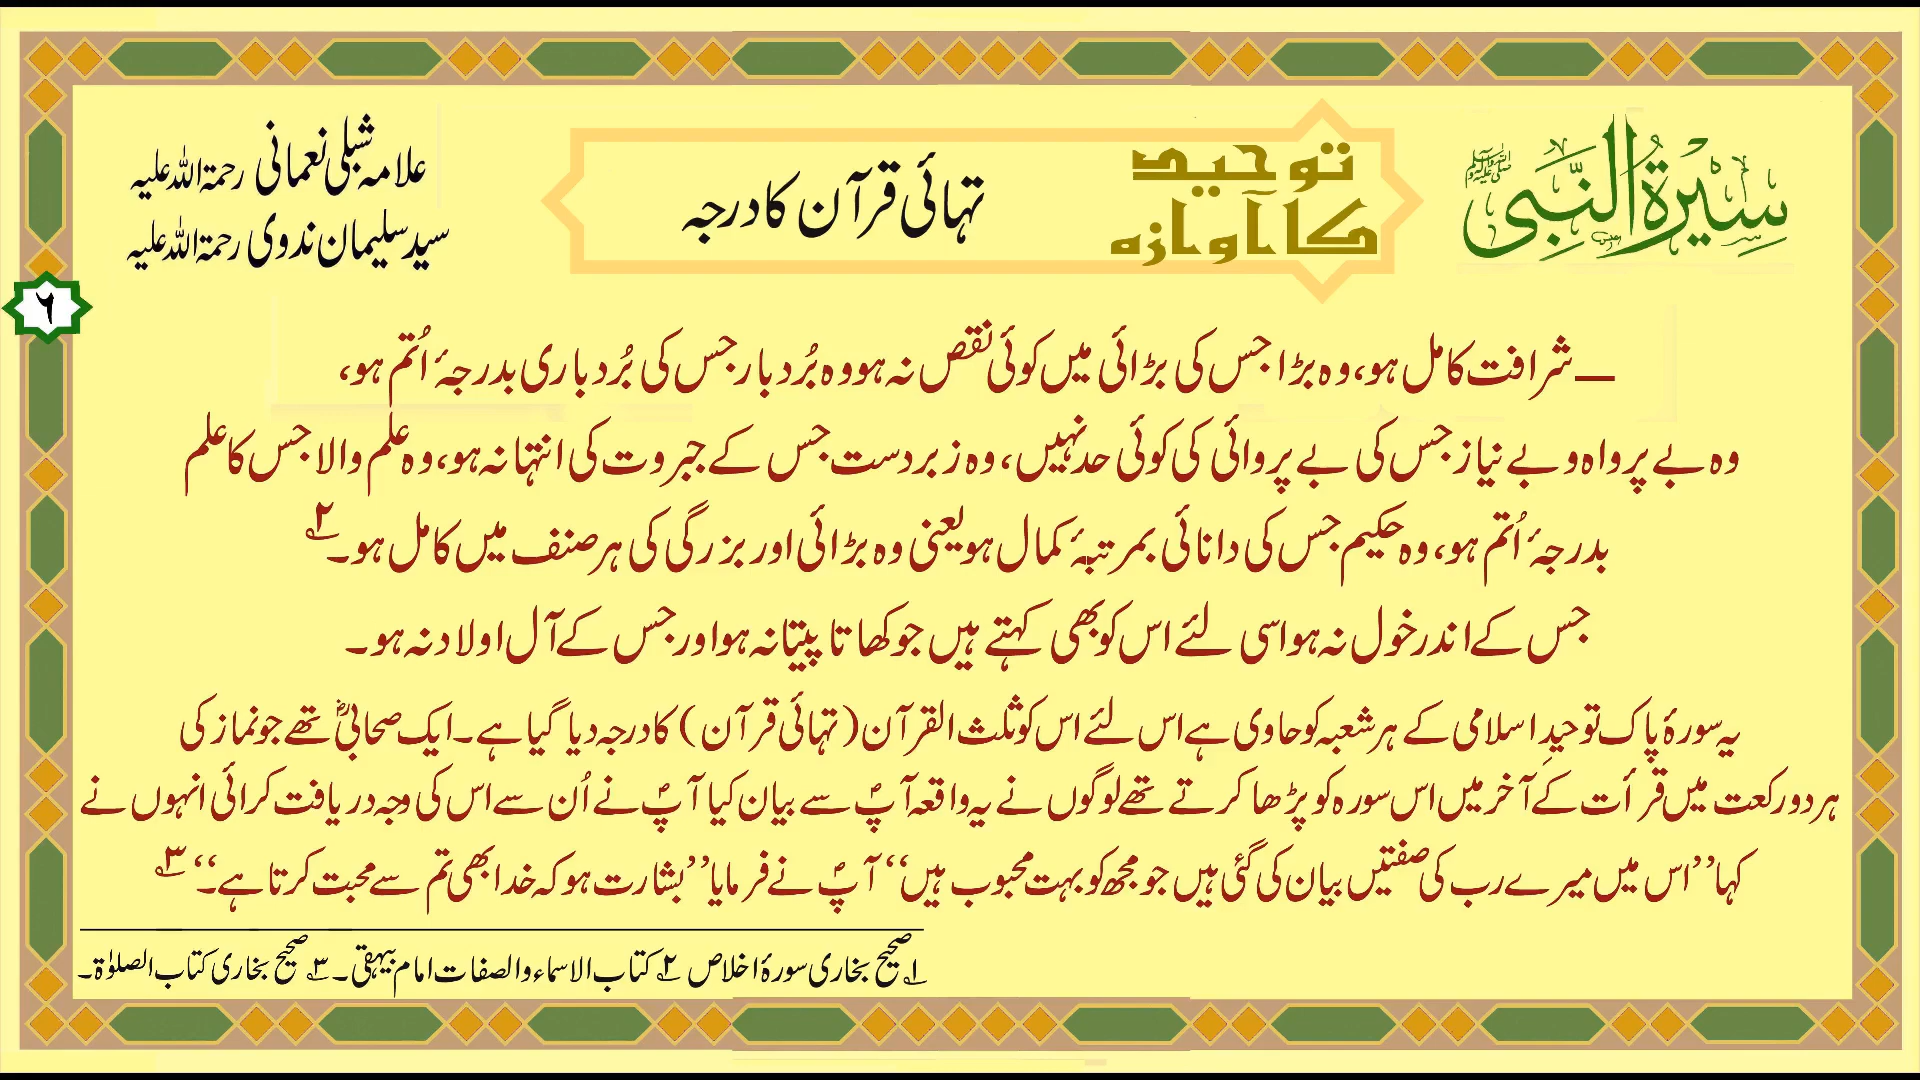 سِیْرَۃُ النَّبِی ﷺ
توحید
کا آوازہ
تہائی قرآن کا درجہ
علامہ شبلی نعمانی رحمۃ اللہ علیہ
سید سلیمان ندوی رحمۃ اللہ علیہ
۶
— شرافت کامل ہو، وہ بڑا جس کی بڑائی میں کوئی نقص نہ ہو وہ بُردبار جس کی بُردباری بدرجۂ اُتم ہو،
وہ بے پرواہ و بے نیاز جس کی بے پروائی کی کوئی حد نہیں، وہ زبردست جس کے جبروت کی انتہا نہ ہو، وہ علم والا جس کا علم
بدرجۂ اُتم ہو، وہ حکیم جس کی دانائی بمرتبۂ کمال ہو یعنی وہ بڑائی اور بزرگی کی ہر صنف میں کامل ہو۔ ۲؎
جس کے اندر خول نہ ہو اسی لئے اس کو بھی کہتے ہیں جو کھاتا پیتا نہ ہو اور جس کے آل اولاد نہ ہو۔
یہ سورۂ پاک توحیدِ اسلامی کے ہر شعبہ کو حاوی ہے اس لئے اس کو ثلث القرآن (تہائی قرآن) کا درجہ دیا گیا ہے۔ ایک صحابیؓ تھے جو نماز کی
ہر دو رکعت میں قرأت کے آخر میں اس سورہ کو پڑھا کرتے تھے لوگوں نے یہ واقعہ آپؐ سے بیان کیا آپؐ نے اُن سے اس کی وجہ دریافت کرائی انہوں نے
کہا ’’اس میں میرے رب کی صفتیں بیان کی گئی ہیں جو مجھ کو بہت محبوب ہیں‘‘ آپؐ نے فرمایا ’’بشارت ہو کہ خدا بھی تم سے محبت کرتا ہے۔‘‘ ۳؎
۱؎ صحیح بخاری سورۂ اخلاص ۲؎ کتاب الاسماء والصفات امام بیہقی۔ ۳؎ صحیح بخاری کتاب الصلوٰۃ۔